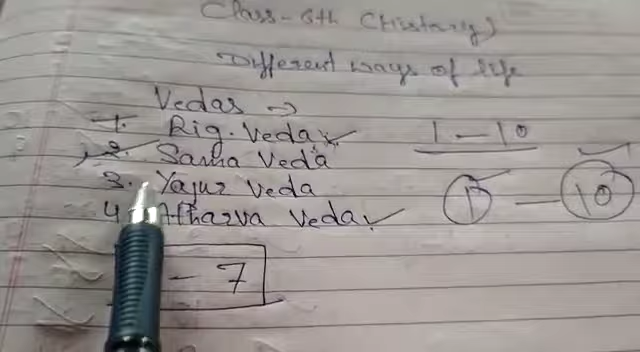 Class-6th (History)
Different ways of life
Vedas →
1. Rig. Veda
1 – 10
2. Sama Veda
3. Yajur Veda
1 – 10
4 Atharva Veda
– 7